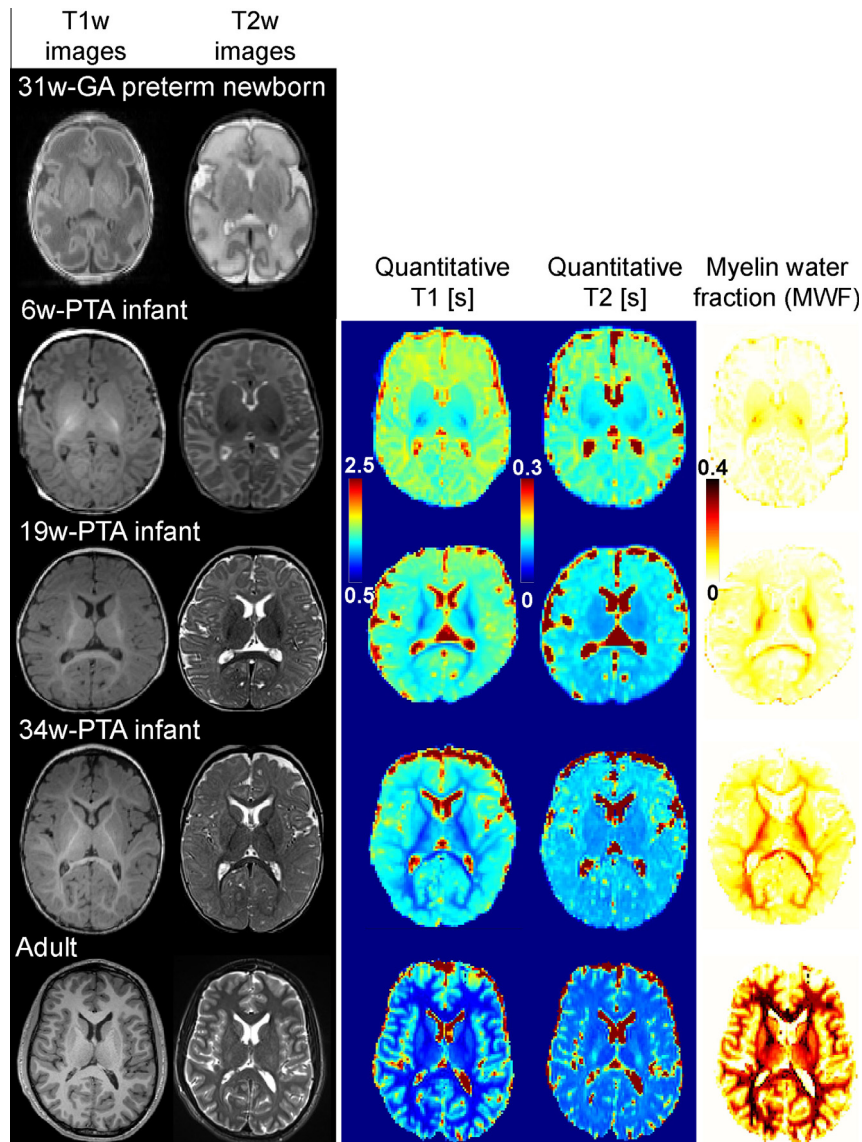 T1w
images
T2w
images
31w-GA preterm newborn
Quantitative
T1 [s]
Quantitative
T2 [s]
Myelin water
fraction (MWF)
6w-PTA infant
2.5
0.5
0.3
0
0.4
0
19w-PTA infant
34w-PTA infant
Adult